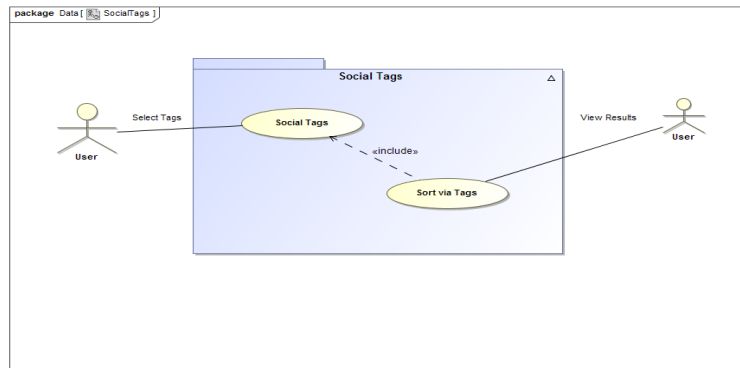 package Data [ SocialTags ]
Social Tags
Select Tags
Social Tags
View Results
User
«include»
User
Sort via Tags